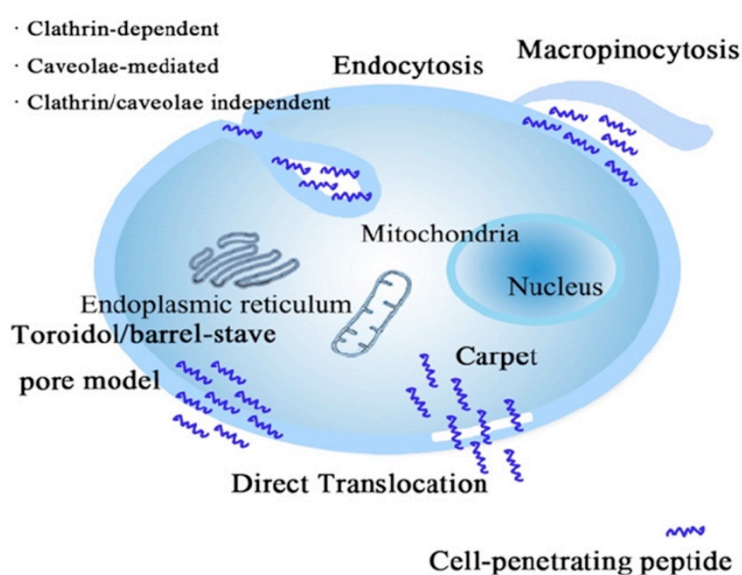 · Clathrin-dependent
· Caveolae-mediated
· Clathrin/caveolae independent
Endocytosis
Macropinocytosis
Mitochondria
Nucleus
Endoplasmic reticulum
Toroidol/barrel-stave
pore model
Carpet
Direct Translocation
Cell-penetrating peptide